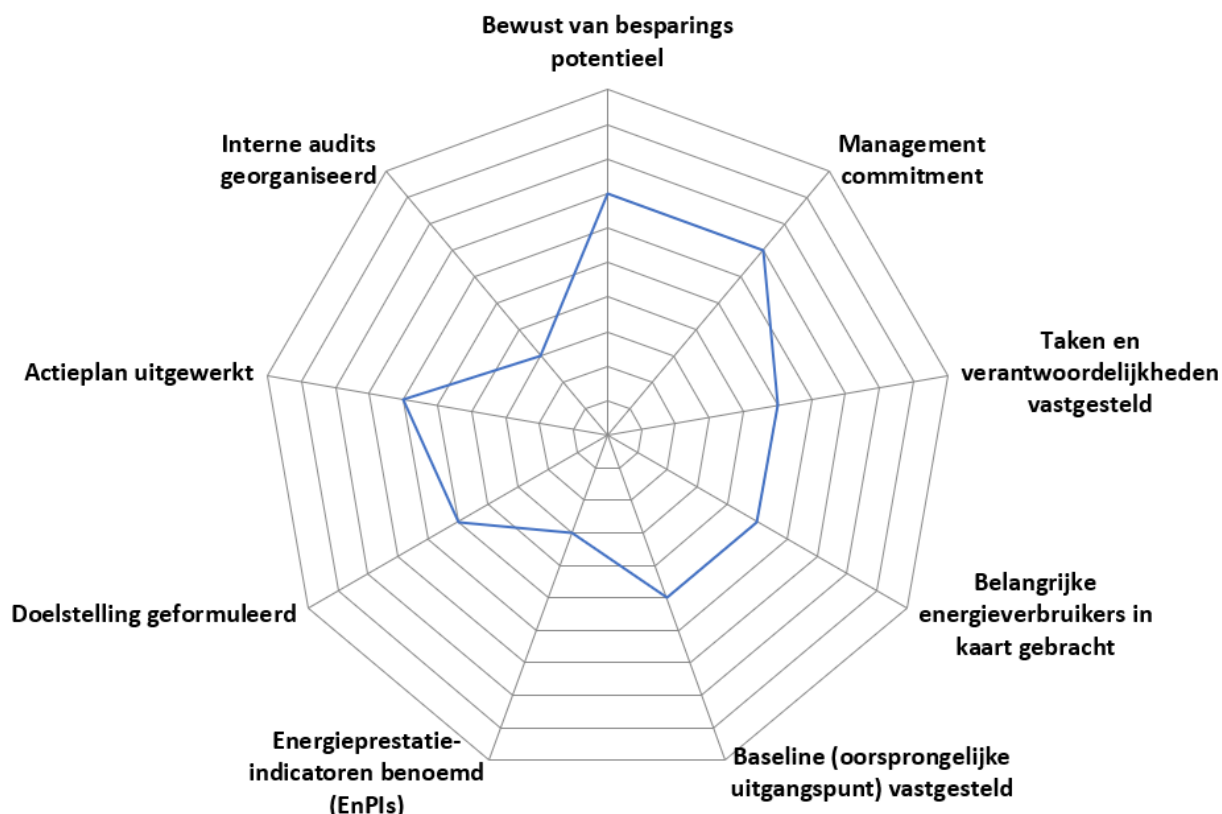 Bewust van besparings
potentieel
Management
commitment
Taken en
verantwoordelijkheden
vastgesteld
Belangrijke
energieverbruikers in
kaart gebracht
Baseline (oorsprongelijke
uitgangspunt) vastgesteld
Energieprestatie-
indicatoren benoemd
(EnPIs)
Doelstelling geformuleerd
Actieplan uitgewerkt
Interne audits
georganiseerd